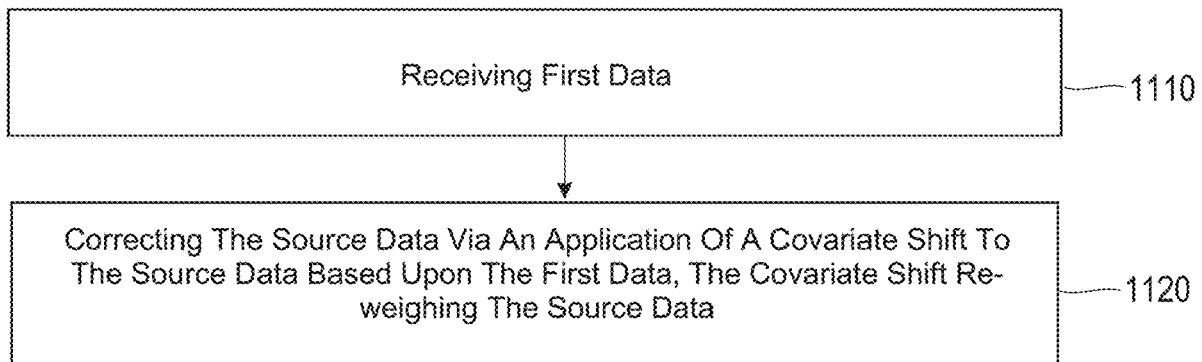 Receiving First Data
1110
Correcting The Source Data Via An Application Of A Covariate Shift To
The Source Data Based Upon The First Data, The Covariate Shift Re-
weighing The Source Data
1120